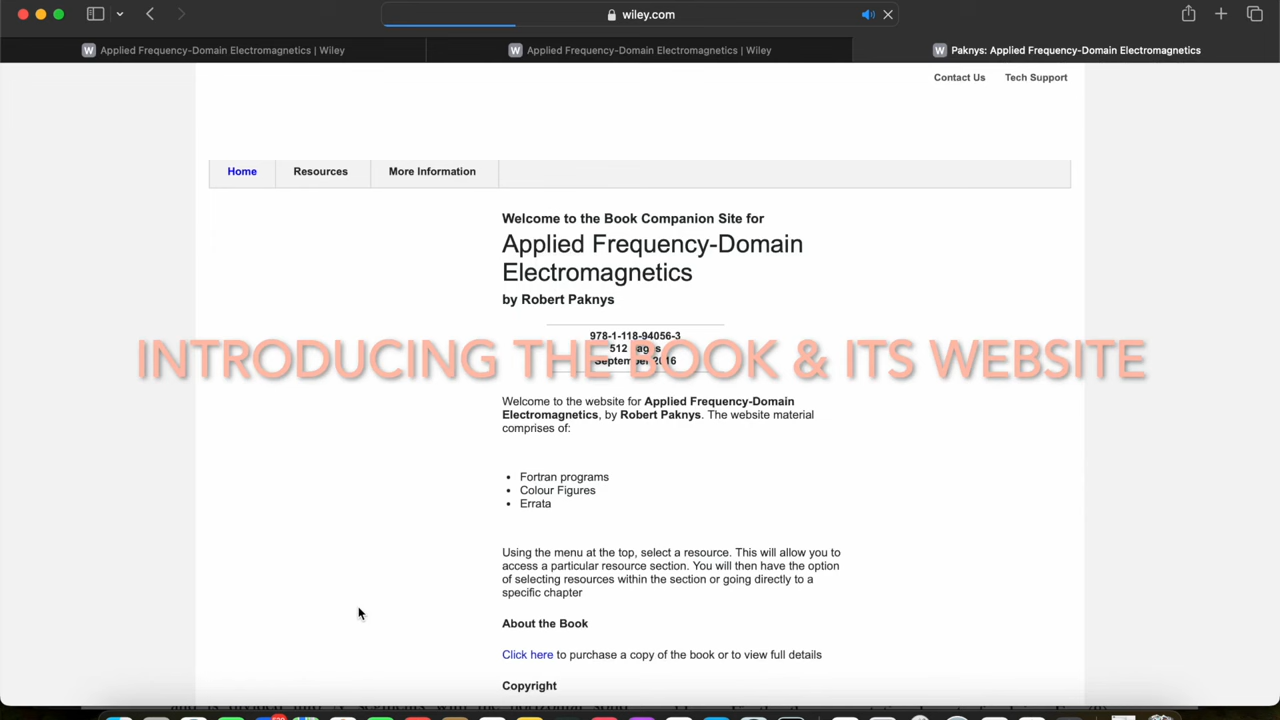 wiley.com
Applied Frequency-Domain Electromagnetics | Wiley
Applied Frequency-Domain Electromagnetics | Wiley
Paknys: Applied Frequency-Domain Electromagnetics
Contact Us Tech Support
Home Resources More Information
Welcome to the Book Companion Site for
Applied Frequency-Domain
Electromagnetics
by Robert Paknys
978-1-118-94056-3
512 pages
September 2016
INTRODUCING THE BOOK & ITS WEBSITE
Welcome to the website for Applied Frequency-Domain
Electromagnetics, by Robert Paknys. The website material
comprises of:
• Fortran programs
• Colour Figures
• Errata
Using the menu at the top, select a resource. This will allow you to
access a particular resource section. You will then have the option
of selecting resources within the section or going directly to a
specific chapter
About the Book
Click here to purchase a copy of the book or to view full details
Copyright